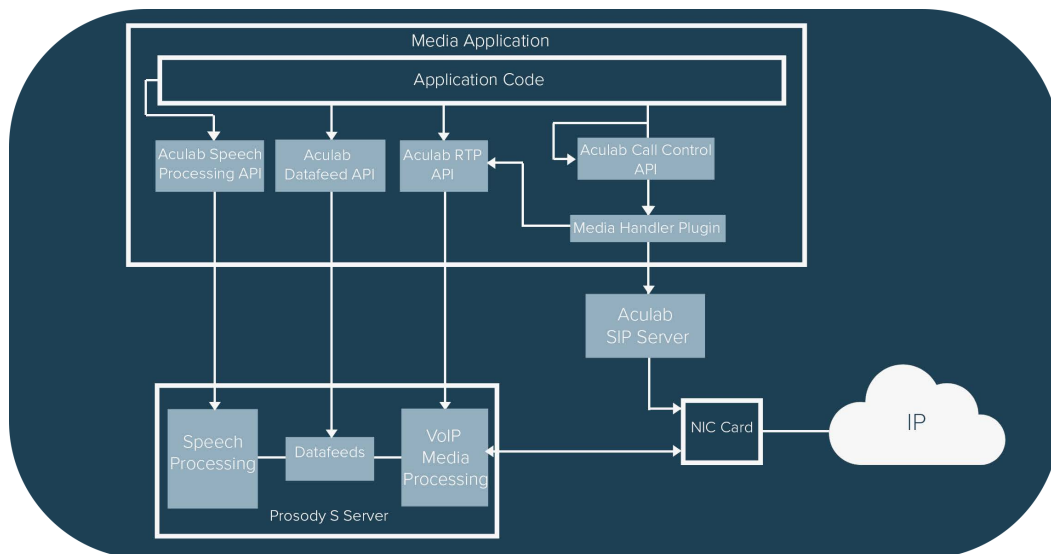 Media Application
Application Code
Aculab Speech
Processing API
Aculab
Datafeed API
Aculab RTP
API
Aculab Call Control
API
Media Handler Plugin
Aculab
SIP Server
Speech
Processing
Datafeeds
VoIP
Media
Processing
Prosody S Server
NIC Card
IP